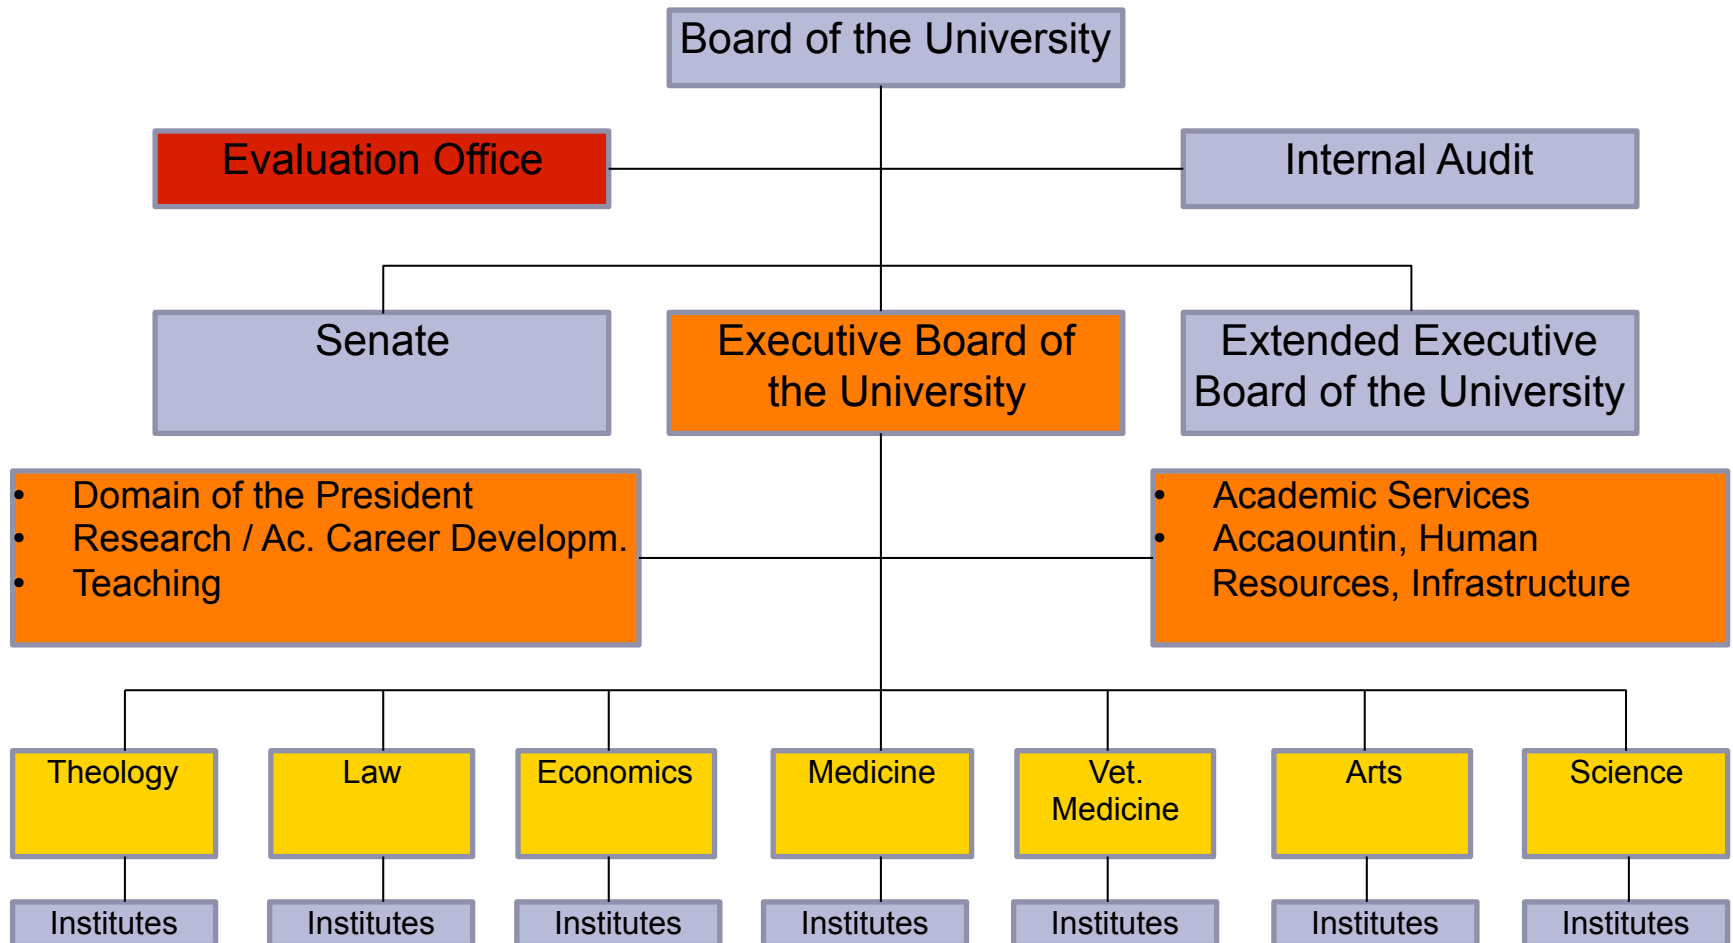 Board of the University
Evaluation Office
Internal Audit
Senate
Executive Board of
the University
Extended Executive
Board of the University
• Domain of the President
• Research / Ac. Career Developm.
• Teaching
• Academic Services
• Accaountin, Human
Resources, Infrastructure
Theology
Law
Economics
Medicine
Vet.
Medicine
Arts
Science
Institutes
Institutes
Institutes
Institutes
Institutes
Institutes
Institutes